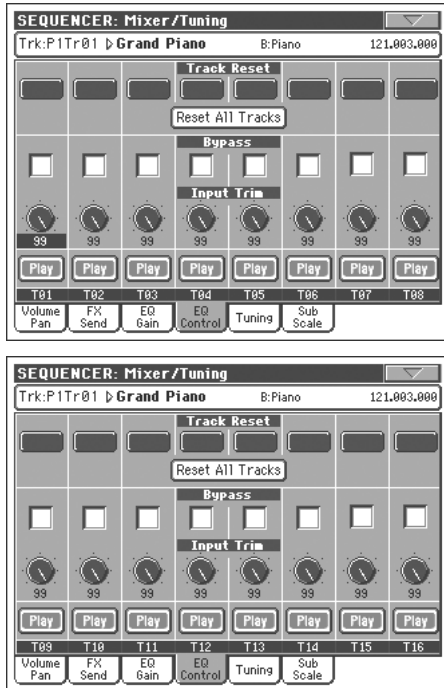 SEQUENCER: Mixer/Tuning
Trk:P1Tr01 ▷Grand Piano B:Piano 121.003.000
Track Reset
Reset All Tracks
Bypass
Input Trim
99 99 99 99 99 99 99 99
Play Play Play Play Play Play Play Play
T01 T02 T03 T04 T05 T06 T07 T08
Volume Pan FX Send EQ Gain EQ Control Tuning Sub Scale
SEQUENCER: Mixer/Tuning
Trk:P1Tr01 ▷Grand Piano B:Piano 121.003.000
Track Reset
Reset All Tracks
Bypass
Input Trim
99 99 99 99 99 99 99 99
Play Play Play Play Play Play Play Play
T09 T10 T11 T12 T13 T14 T15 T16
Volume Pan FX Send EQ Gain EQ Control Tuning Sub Scale